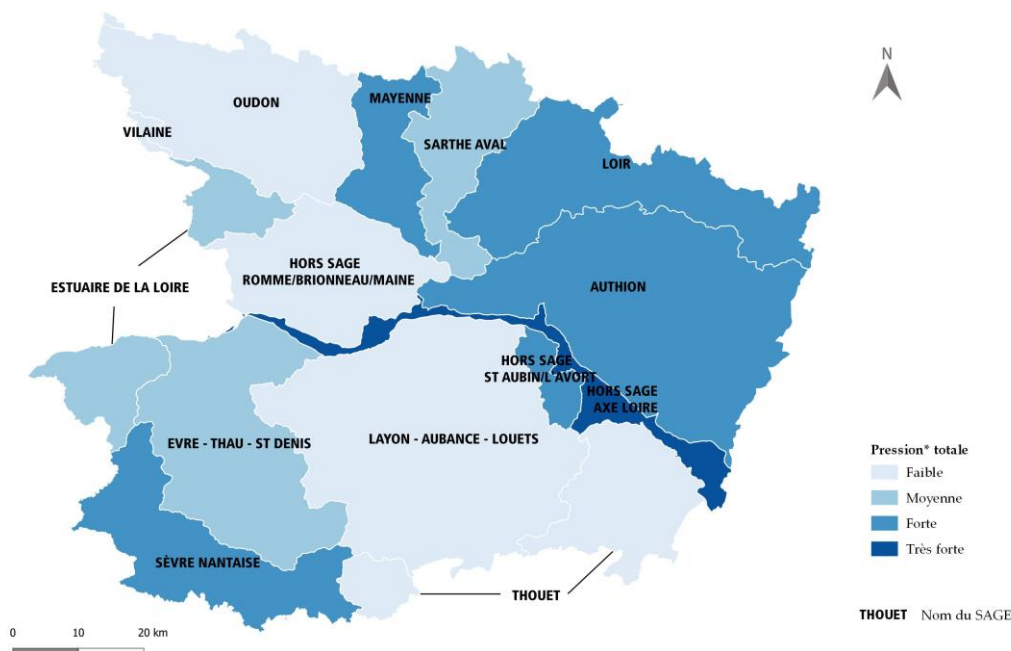 N
OUDON
MAYENNE
VILAINE
SARTHE AVAL
LOIR
HORS SAGE
ROMME/BRIONNEAU/MAINE
ESTUAIRE DE LA LOIRE
AUTHION
HORS SAGE
ST AUBIN/L'AVORT
HORS SAGE
AXE LOIRE
EVRE - THAU - ST DENIS
LAYON - AUBANCE - LOUETS
SÈVRE NANTAISE
THOUET
Pression* totale
Faible
Moyenne
Forte
Très forte
THOUET Nom du SAGE
0 10 20 km